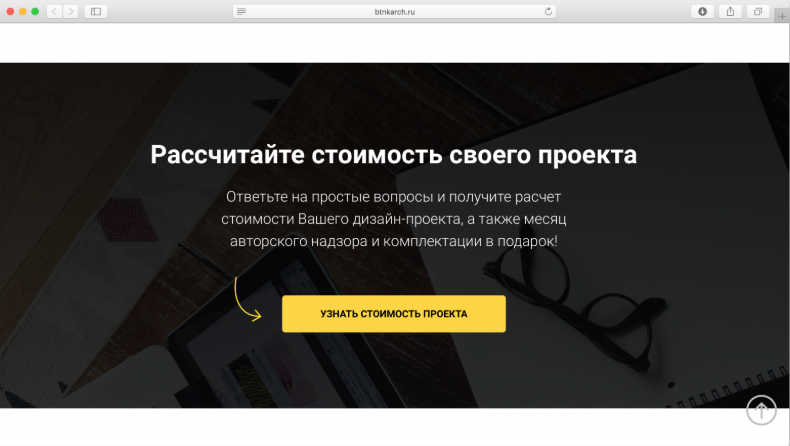 btnkarch.ru
Рассчитайте стоимость своего проекта
Ответьте на простые вопросы и получите расчет
стоимости Вашего дизайн-проекта, а также месяц
авторского надзора и комплектации в подарок!
УЗНАТЬ СТОИМОСТЬ ПРОЕКТА